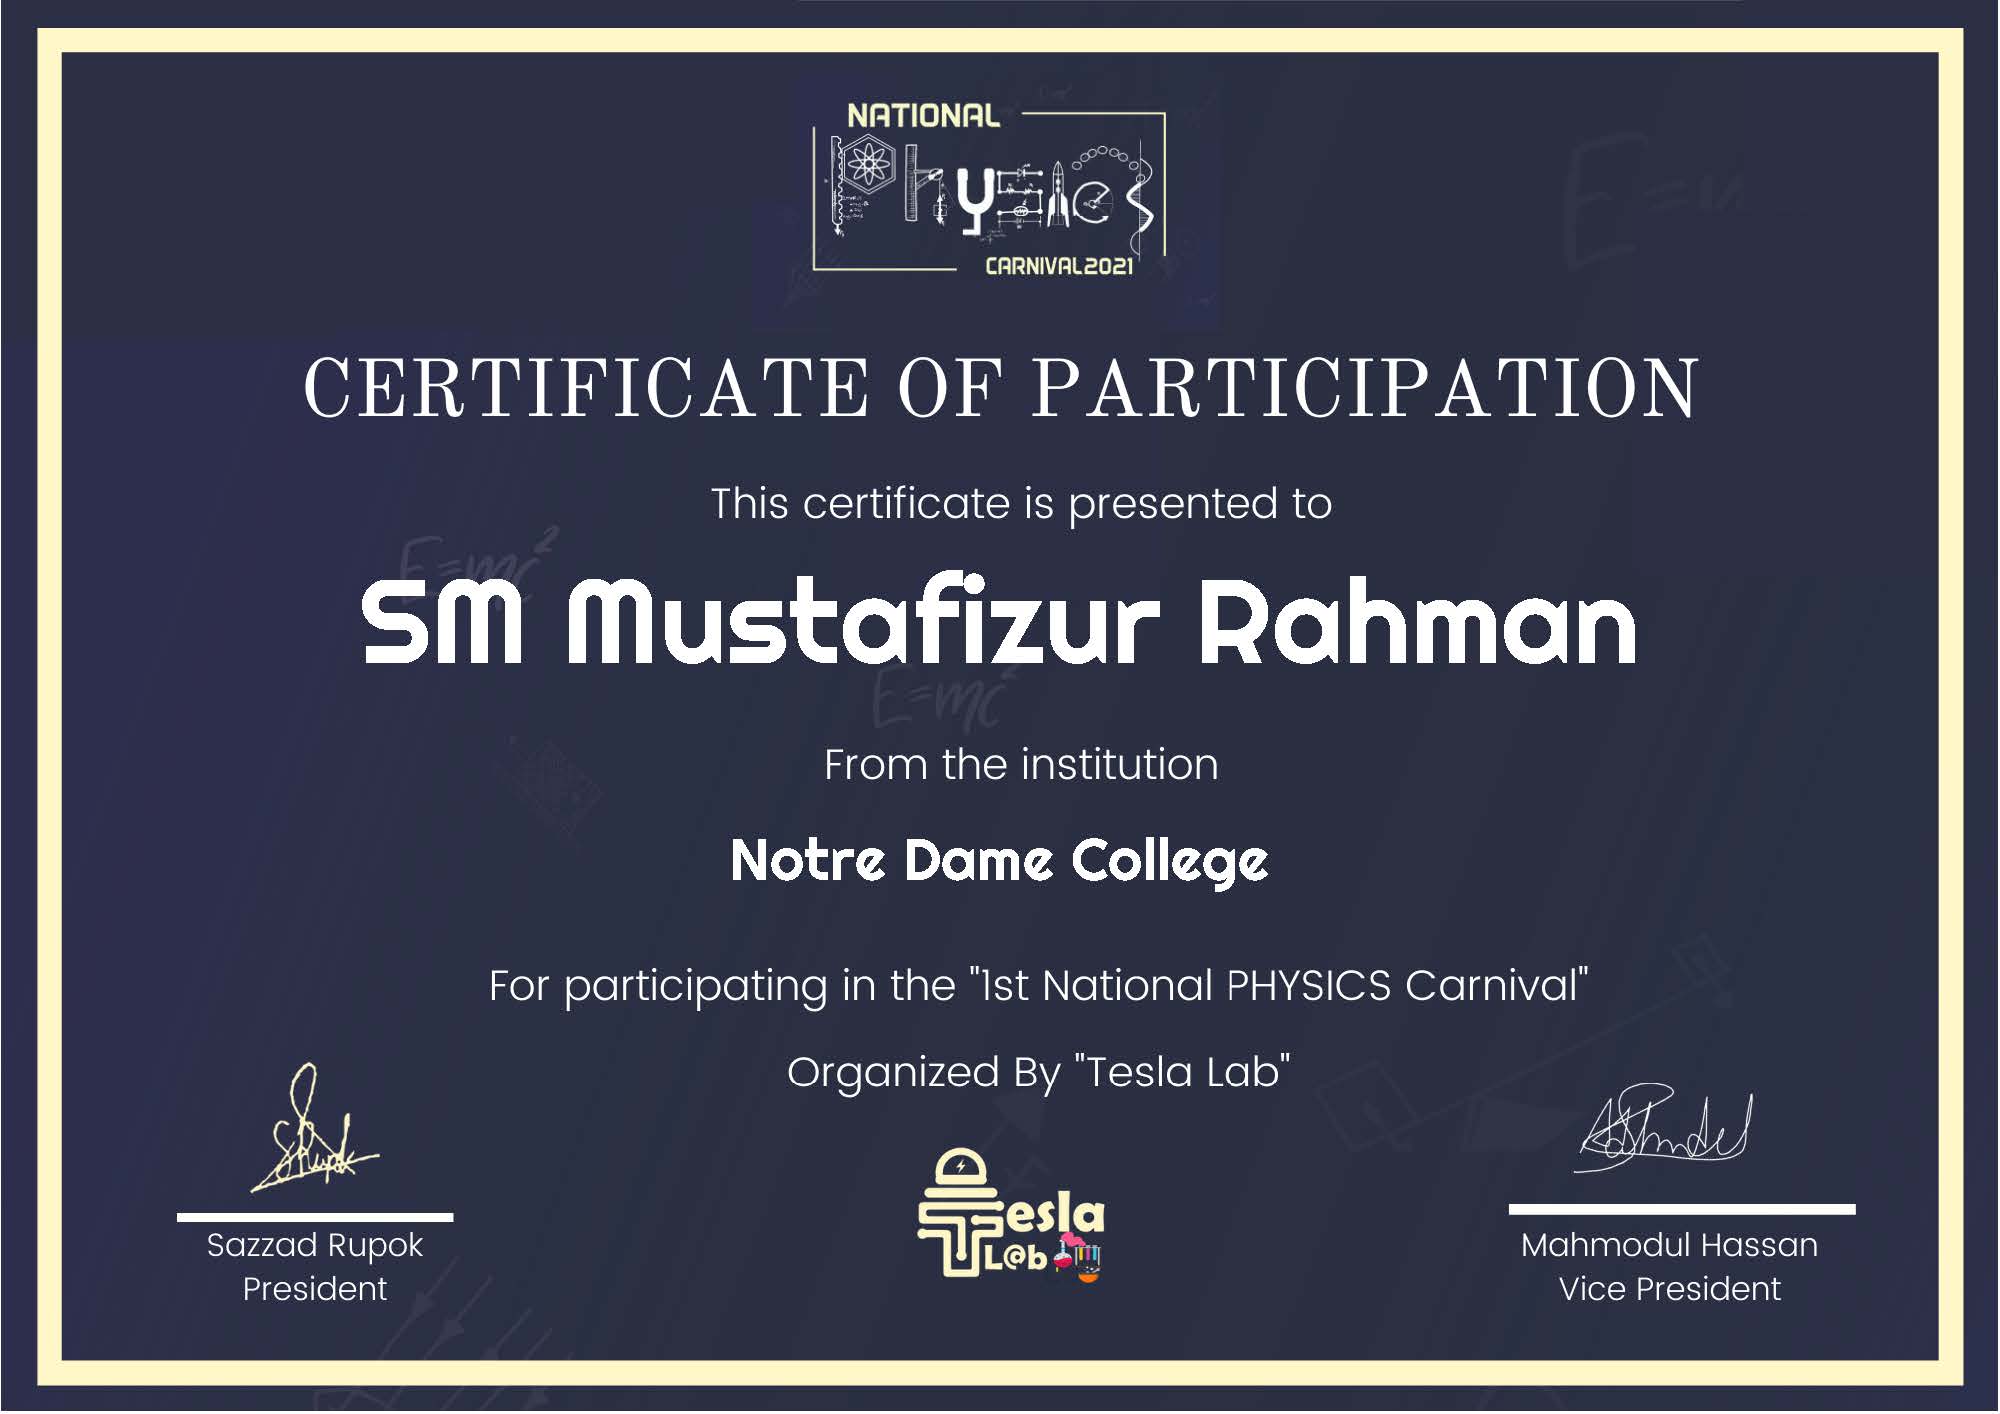 NATIONAL
Physics
CARNIVAL2021
CERTIFICATE OF PARTICIPATION
This certificate is presented to
E=mc²
SM Mustafizur Rahman
E=mc²
From the institution
Notre Dame College
For participating in the "1st National PHYSICS Carnival"
Organized By "Tesla Lab"
Tesla
L@b
Sazzad Rupok
President
Mahmodul Hassan
Vice President